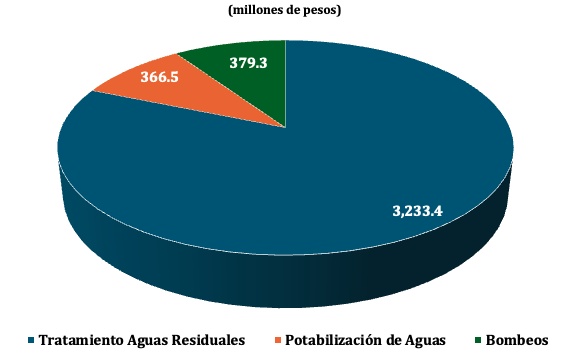 (millones de pesos)
379.3
366.5
3,233.4
Tratamiento Aguas Residuales Potabilización de Aguas Bombeos